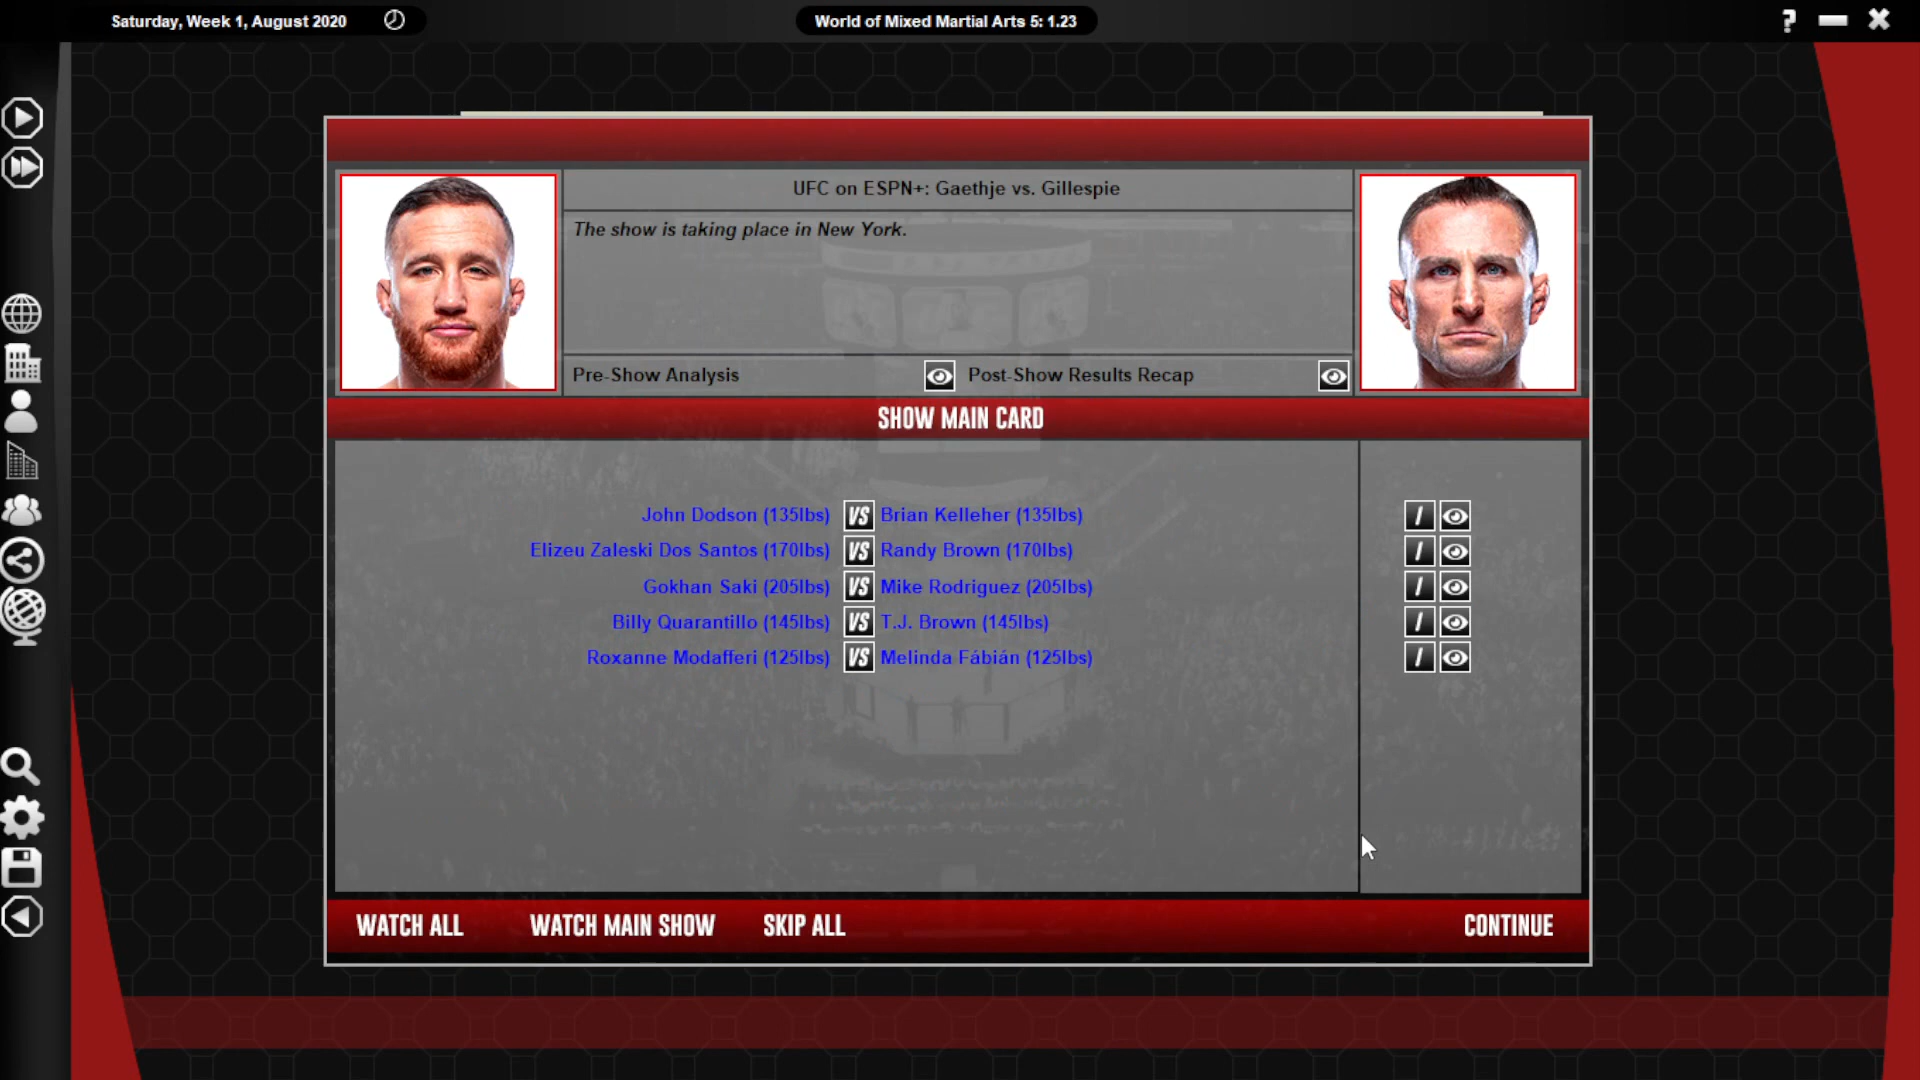 Saturday, Week 1, August 2020
World of Mixed Martial Arts 5: 1.23
?
UFC on ESPN+: Gaethje vs. Gillespie
The show is taking place in New York.
Pre-Show Analysis
Post-Show Results Recap
SHOW MAIN CARD
John Dodson (135lbs) VS Brian Kelleher (135lbs) /
Elizeu Zaleski Dos Santos (170lbs) VS Randy Brown (170lbs) /
Gokhan Saki (205lbs) VS Mike Rodriguez (205lbs) /
Billy Quarantillo (145lbs) VS T.J. Brown (145lbs) /
Roxanne Modafferi (125lbs) VS Melinda Fábián (125lbs) /
WATCH ALL
WATCH MAIN SHOW
SKIP ALL
CONTINUE